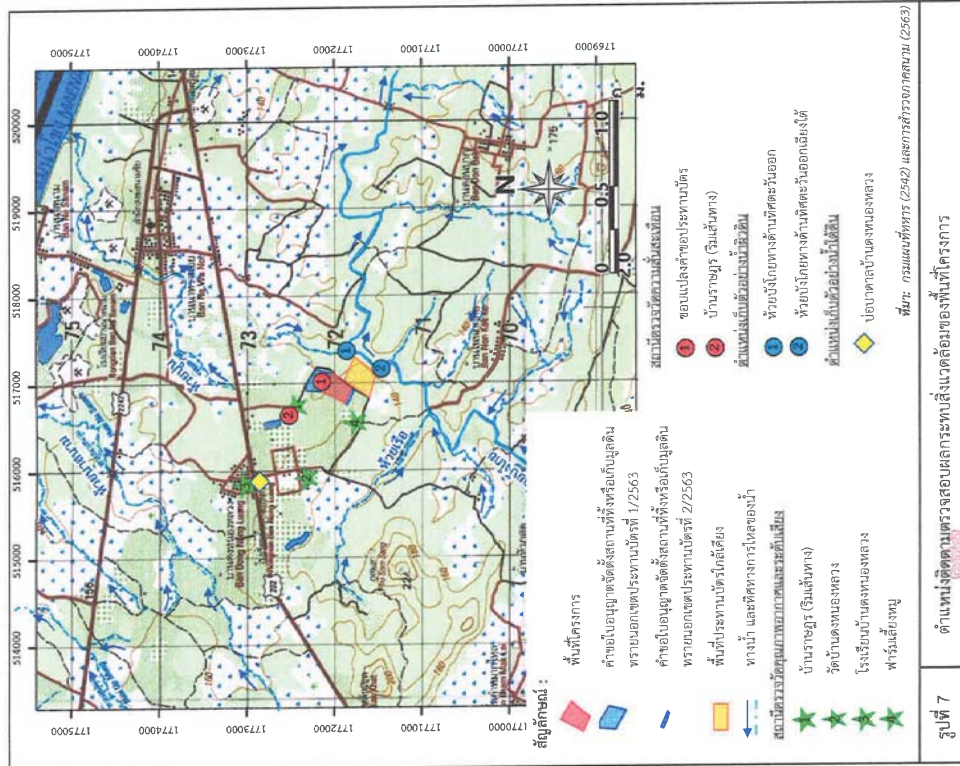 514000
515000
516000
517000
518000
519000
520000
1775000
1774000
1773000
1772000
1771000
1770000
1769000
75
74
73
72
71
70
2242
202
166
160
140
175
220
N
2.0
0
0.5
1.0
ก.ม.
ห้วยเรือ
สัญลักษณ์ :
พื้นที่โครงการ
คำขอใบอนุญาตจัดตั้งสถานที่ทิ้งหรือเก็บมูลดิน
ทรายนอกเขตประทานบัตรที่ 1/2563
คำขอใบอนุญาตจัดตั้งสถานที่ทิ้งหรือเก็บมูลดิน
ทรายนอกเขตประทานบัตรที่ 2/2563
พื้นที่ประทานบัตรใกล้เคียง
ทางน้ำ และทิศทางการไหลของน้ำ
สถานีตรวจวัดคุณภาพอากาศและระดับเสียง
1 บ้านราษฎร (ริมเส้นทาง)
2 วัดบ้านดงหนองหลวง
3 โรงเรียนบ้านดงหนองหลวง
4 ฟาร์มเลี้ยงหมู
สถานีตรวจวัดความสั่นสะเทือน
1 ขอบแปลงคำขอประทานบัตร
2 บ้านราษฎร (ริมเส้นทาง)
ตำแหน่งเก็บตัวอย่างน้ำผิวดิน
1 ห้วยบังโกยทางด้านทิศตะวันออก
2 ห้วยบังโกยทางด้านทิศตะวันออกเฉียงใต้
ตำแหน่งเก็บตัวอย่างน้ำใต้ดิน
บ่อบาดาลบ้านดงหนองหลวง
ที่มา: กรมแผนที่ทหาร (2542) และการสำรวจภาคสนาม (2563)
รูปที่ 7
ตำแหน่งติดตามตรวจสอบผลกระทบสิ่งแวดล้อมของพื้นที่โครงการ